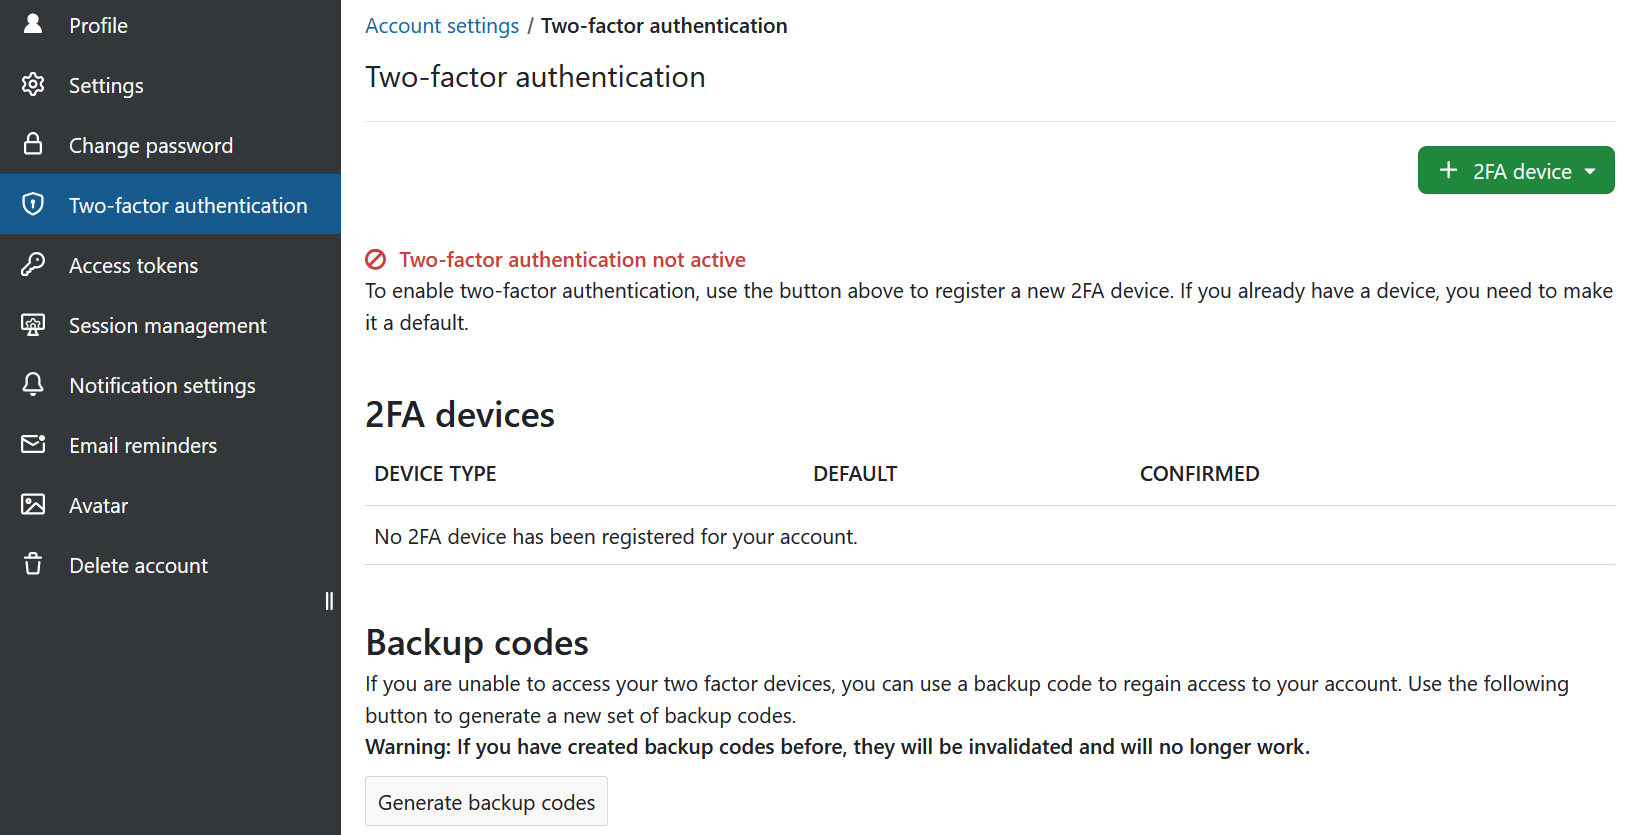 Profile
Settings
Change password
Two-factor authentication
Access tokens
Session management
Notification settings
Email reminders
Avatar
Delete account
Account settings / Two-factor authentication
Two-factor authentication
+ 2FA device
Two-factor authentication not active
To enable two-factor authentication, use the button above to register a new 2FA device. If you already have a device, you need to make
it a default.
2FA devices
DEVICE TYPE DEFAULT CONFIRMED
No 2FA device has been registered for your account.
Backup codes
If you are unable to access your two factor devices, you can use a backup code to regain access to your account. Use the following
button to generate a new set of backup codes.
Warning: If you have created backup codes before, they will be invalidated and will no longer work.
Generate backup codes